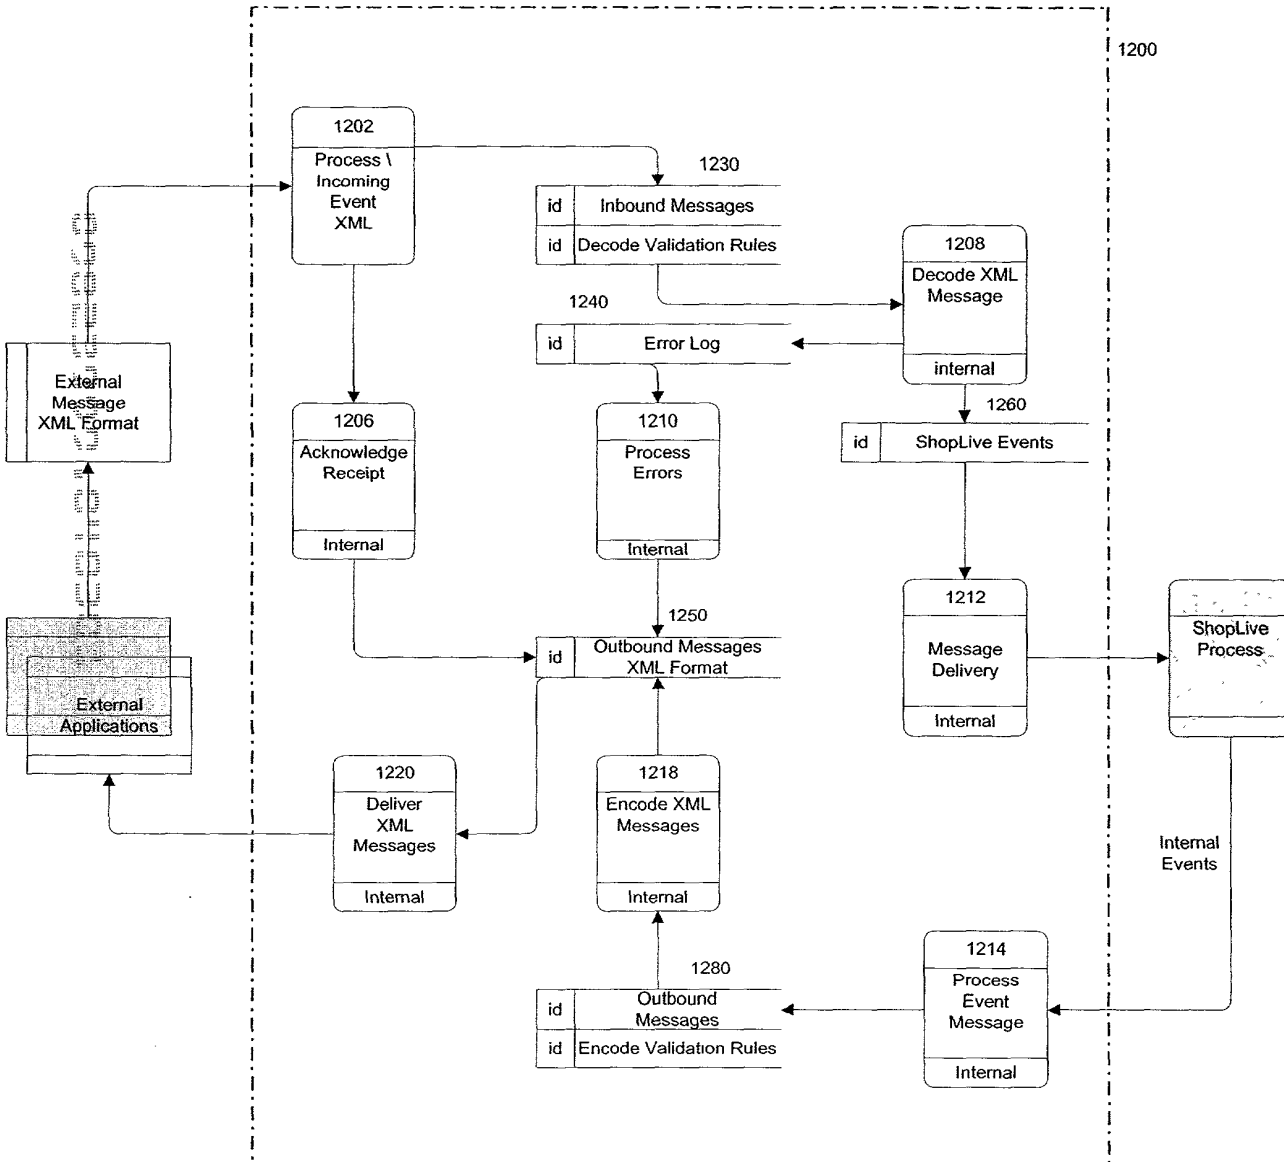 1200
1202
Process \
Incoming
Event
XML
1230
id Inbound Messages
id Decode Validation Rules
1208
Decode XML
Message
internal
1240
id Error Log
External
Message
XML Format
1206
Acknowledge
Receipt
Internal
1210
Process
Errors
Internal
1260
id ShopLive Events
1212
Message
Delivery
Internal
ShopLive
Process
1250
id Outbound Messages
XML Format
External
Applications
1220
Deliver
XML
Messages
Internal
1218
Encode XML
Messages
Internal
Internal
Events
1214
Process
Event
Message
Internal
1280
id Outbound
Messages
id Encode Validation Rules